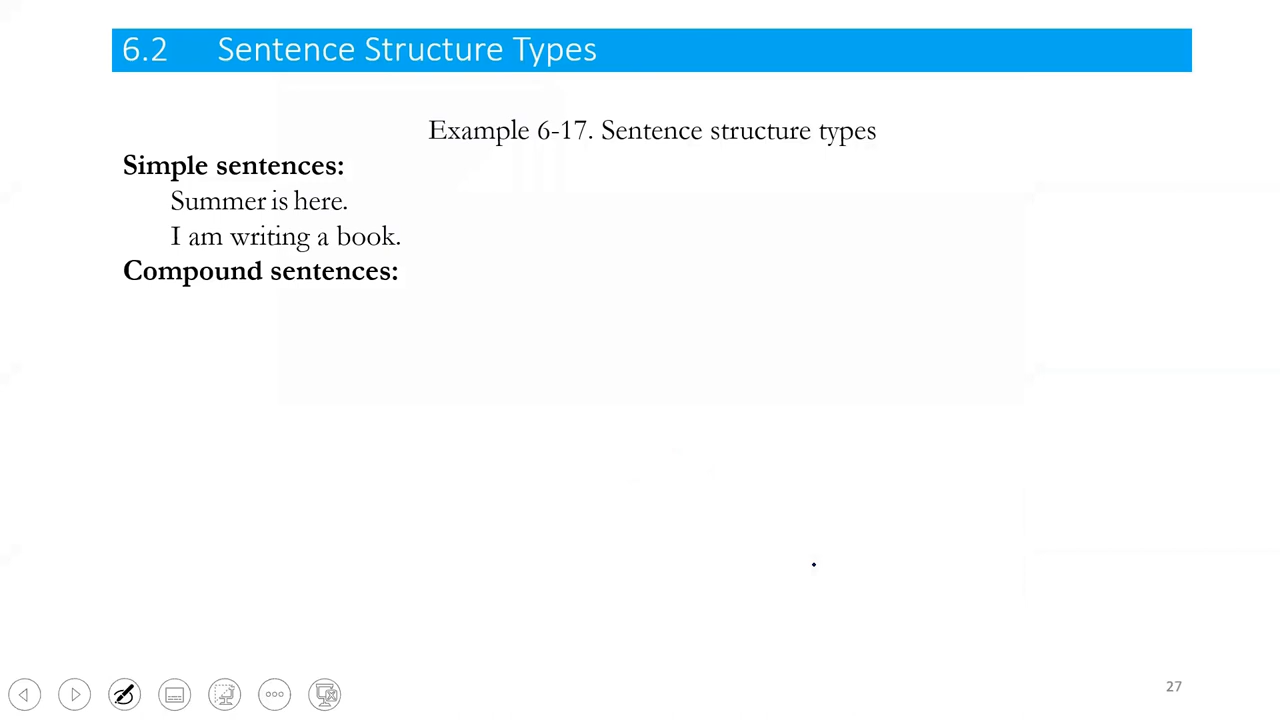 6.2 Sentence Structure Types
Example 6-17. Sentence structure types
Simple sentences:
Summer is here.
I am writing a book.
Compound sentences:
27